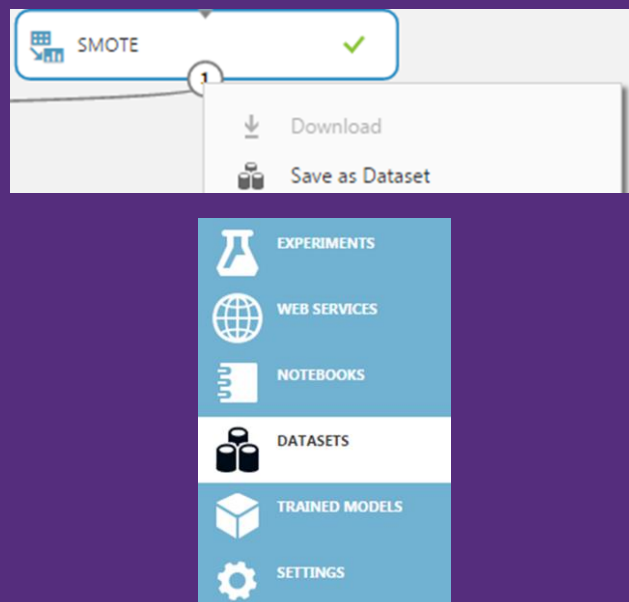 SMOTE
1
Download
Save as Dataset
EXPERIMENTS
WEB SERVICES
NOTEBOOKS
DATASETS
TRAINED MODELS
SETTINGS